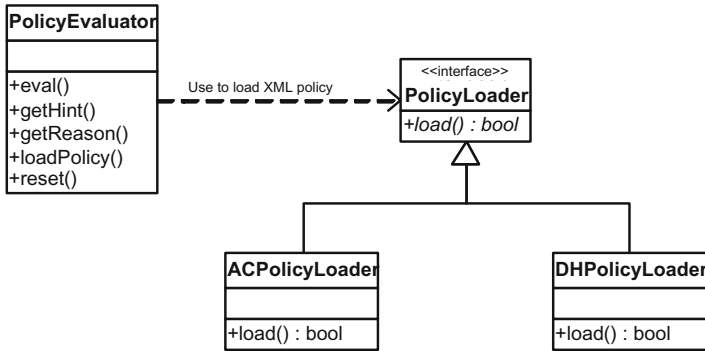 PolicyEvaluator
+eval()
+getHint()
+getReason()
+loadPolicy()
+reset()
Use to load XML policy
<<interface>>
PolicyLoader
+load() : bool
ACPolicyLoader
+load() : bool
DHPolicyLoader
+load() : bool